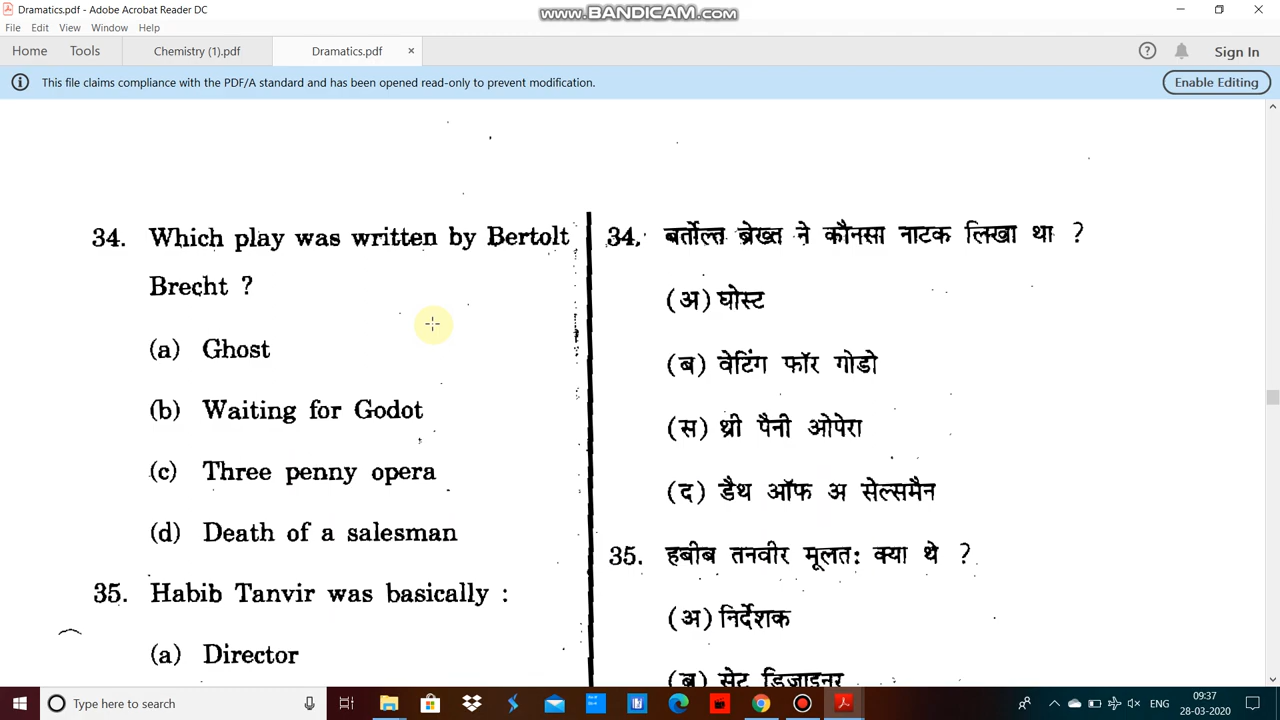 Dramatics.pdf - Adobe Acrobat Reader DC
www.BANDICAM.com
File Edit View Window Help
Home Tools Chemistry (1).pdf Dramatics.pdf × Sign In
This file claims compliance with the PDF/A standard and has been opened read-only to prevent modification. Enable Editing
34. Which play was written by Bertolt
Brecht ?
(a) Ghost
(b) Waiting for Godot
(c) Three penny opera
(d) Death of a salesman
35. Habib Tanvir was basically :
(a) Director
34. बर्तोल्त ब्रेख्त ने कौनसा नाटक लिखा था ?
(अ) घोस्ट
(ब) वेटिंग फॉर गोडो
(स) थ्री पैनी ओपेरा
(द) डैथ ऑफ अ सेल्समैन
35. हबीब तनवीर मूलतः क्या थे ?
(अ) निर्देशक
(ब) सेट डिजाइनर
Type here to search
ENG
09:37
28-03-2020